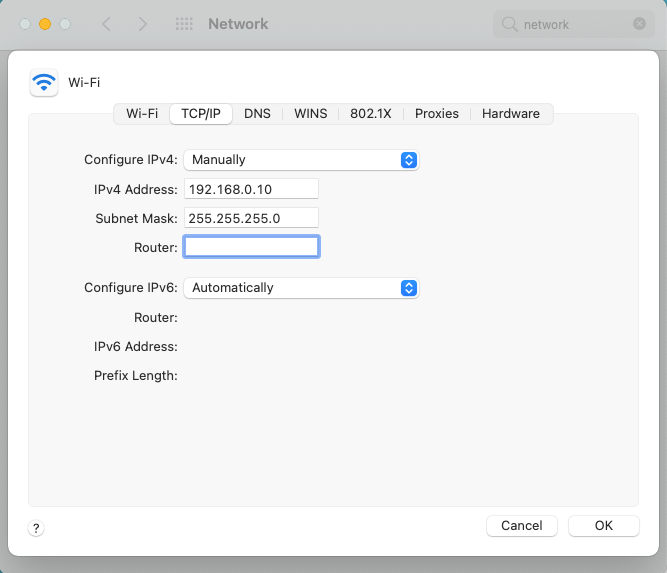 Network
network
Wi-Fi
Wi-Fi TCP/IP DNS WINS 802.1X Proxies Hardware
Configure IPv4: Manually
IPv4 Address: 192.168.0.10
Subnet Mask: 255.255.255.0
Router:
Configure IPv6: Automatically
Router:
IPv6 Address:
Prefix Length:
? Cancel OK